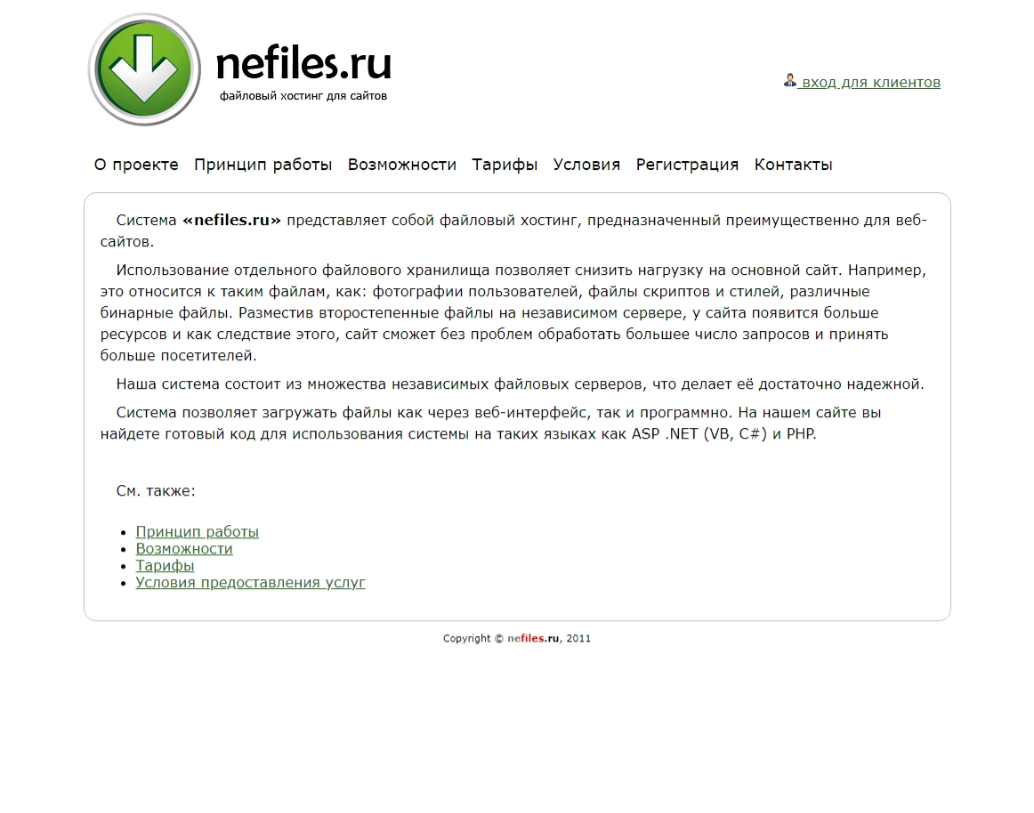 nefiles.ru
файловый хостинг для сайтов
вход для клиентов
О проекте Принцип работы Возможности Тарифы Условия Регистрация Контакты
Система «nefiles.ru» представляет собой файловый хостинг, предназначенный преимущественно для веб-
сайтов.
Использование отдельного файлового хранилища позволяет снизить нагрузку на основной сайт. Например,
это относится к таким файлам, как: фотографии пользователей, файлы скриптов и стилей, различные
бинарные файлы. Разместив второстепенные файлы на независимом сервере, у сайта появится больше
ресурсов и как следствие этого, сайт сможет без проблем обработать большее число запросов и принять
больше посетителей.
Наша система состоит из множества независимых файловых серверов, что делает её достаточно надежной.
Система позволяет загружать файлы как через веб-интерфейс, так и программно. На нашем сайте вы
найдете готовый код для использования системы на таких языках как ASP .NET (VB, C#) и PHP.
См. также:
• Принцип работы
• Возможности
• Тарифы
• Условия предоставления услуг
Copyright © nefiles.ru, 2011